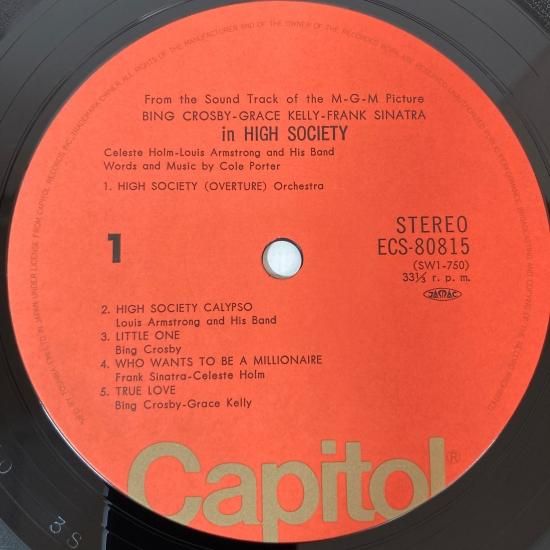 From the Sound Track of the M-G-M Picture
BING CROSBY-GRACE KELLY-FRANK SINATRA
in HIGH SOCIETY
Celeste Holm-Louis Armstrong and His Band
Words and Music by Cole Porter
1. HIGH SOCIETY (OVERTURE) Orchestra
1
STEREO
ECS-80815
(SW1-750)
33⅓ r. p. m.
JASRAC
2. HIGH SOCIETY CALYPSO
Louis Armstrong and His Band
3. LITTLE ONE
Bing Crosby
4. WHO WANTS TO BE A MILLIONAIRE
Frank Sinatra-Celeste Holm
5. TRUE LOVE
Bing Crosby-Grace Kelly
Capitol®